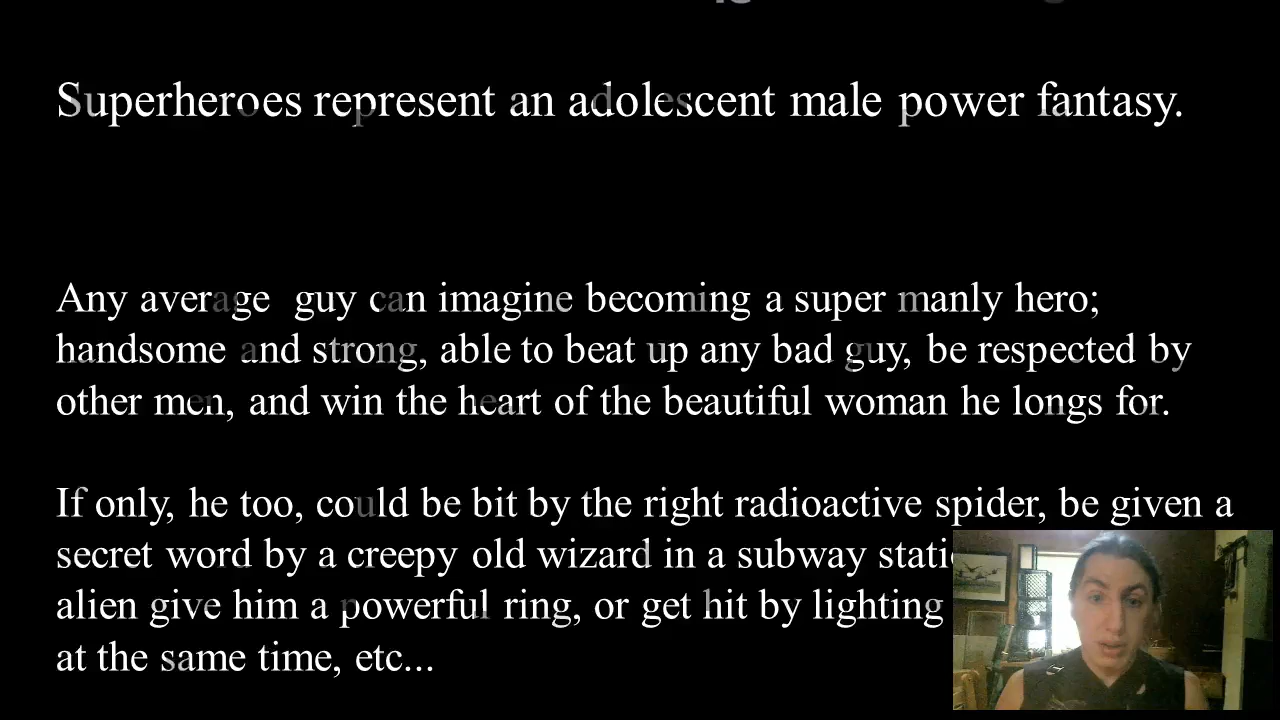 Superheroes represent an adolescent male power fantasy.
Any average guy can imagine becoming a super manly hero;
handsome and strong, able to beat up any bad guy, be respected by
other men, and win the heart of the beautiful woman he longs for.
If only, he too, could be bit by the right radioactive spider, be given a
secret word by a creepy old wizard in a subway
alien give him a powerful ring, or get hit by lighting
at the same time, etc...